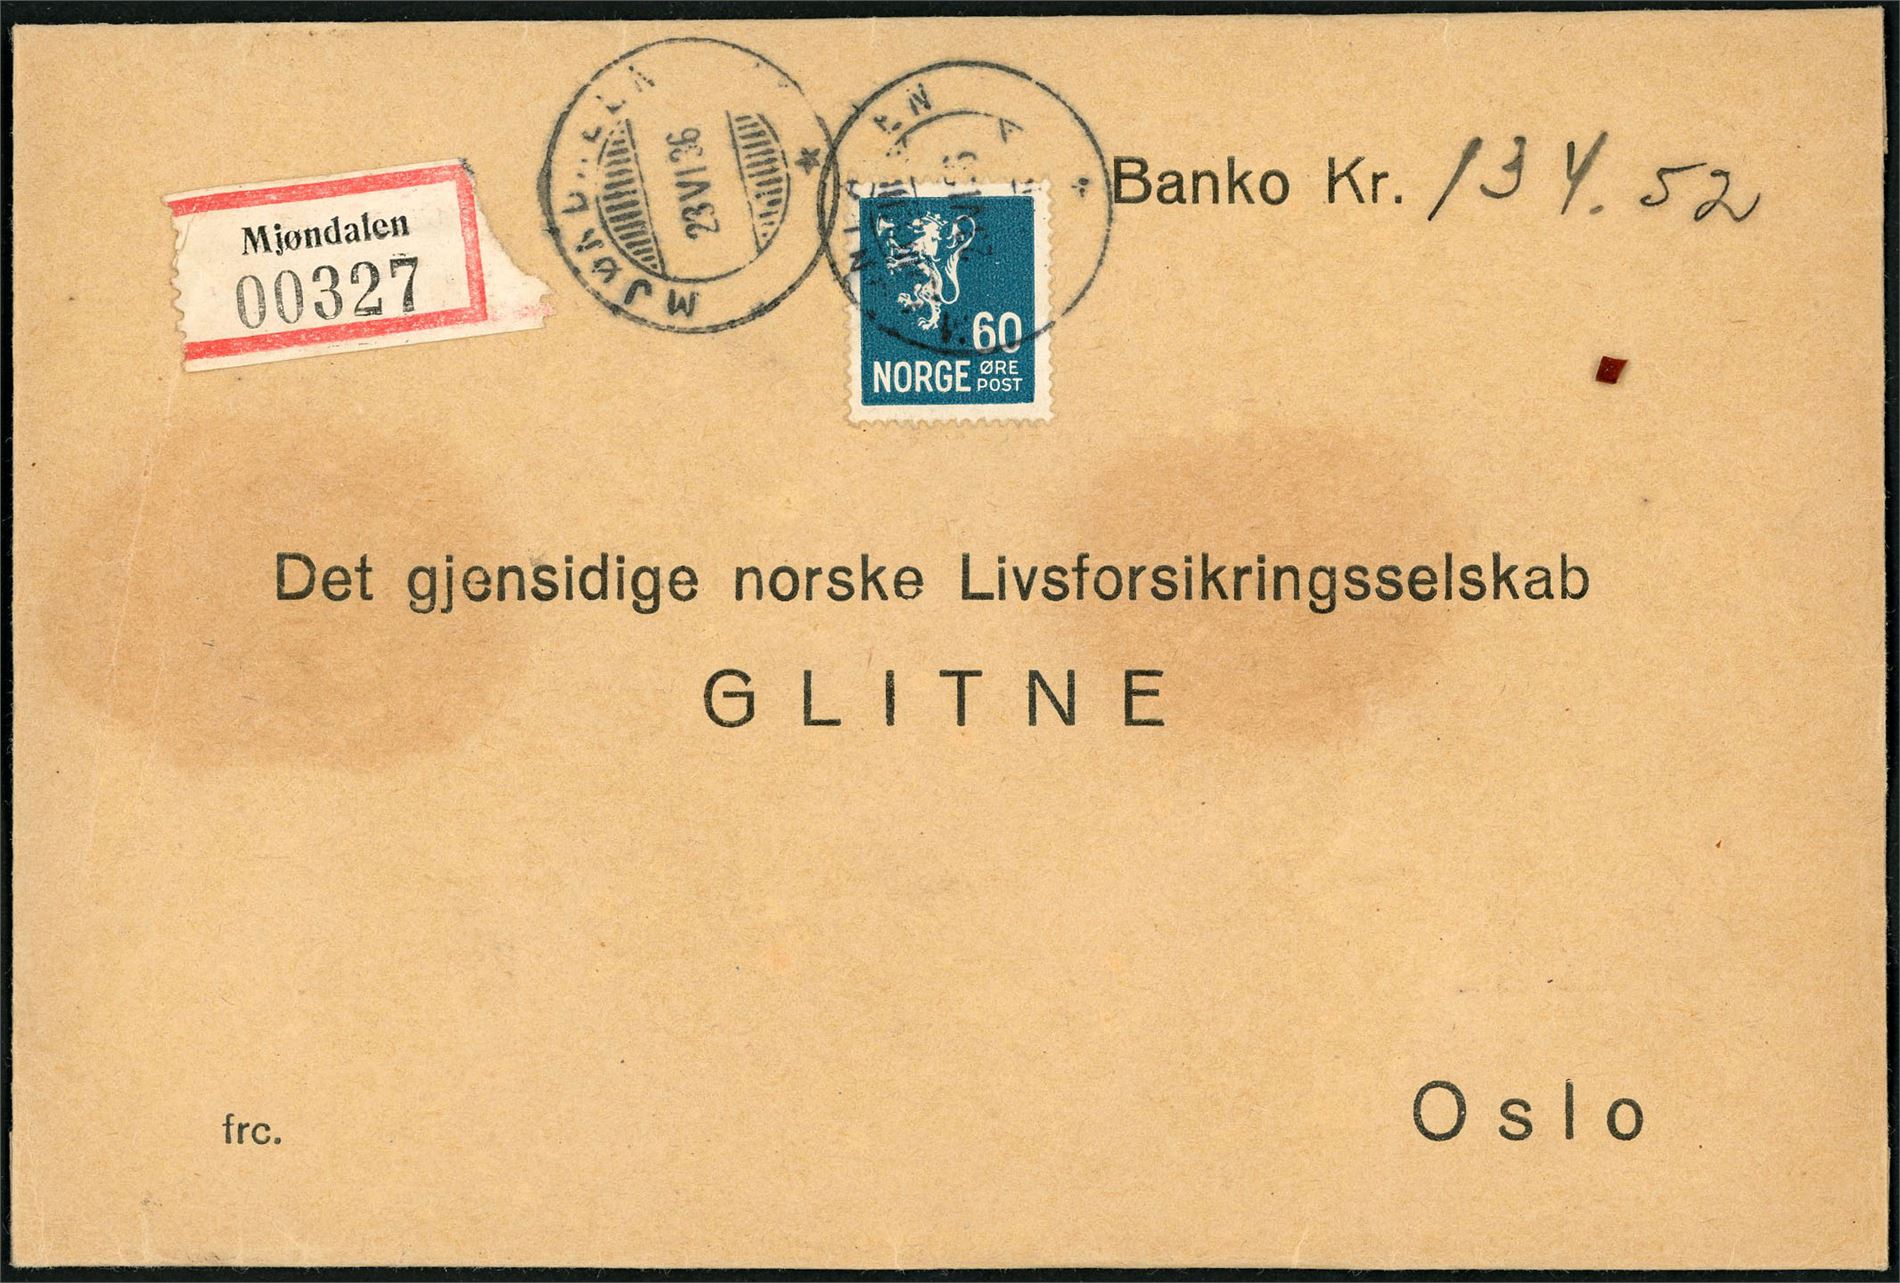 Mjøndalen
00327
MJØNDALEN
23 VI 36
Banko Kr. 134.52
60
NORGE ØRE
POST
Det gjensidige norske Livsforsikringsselskab
GLITNE
frc.
Oslo